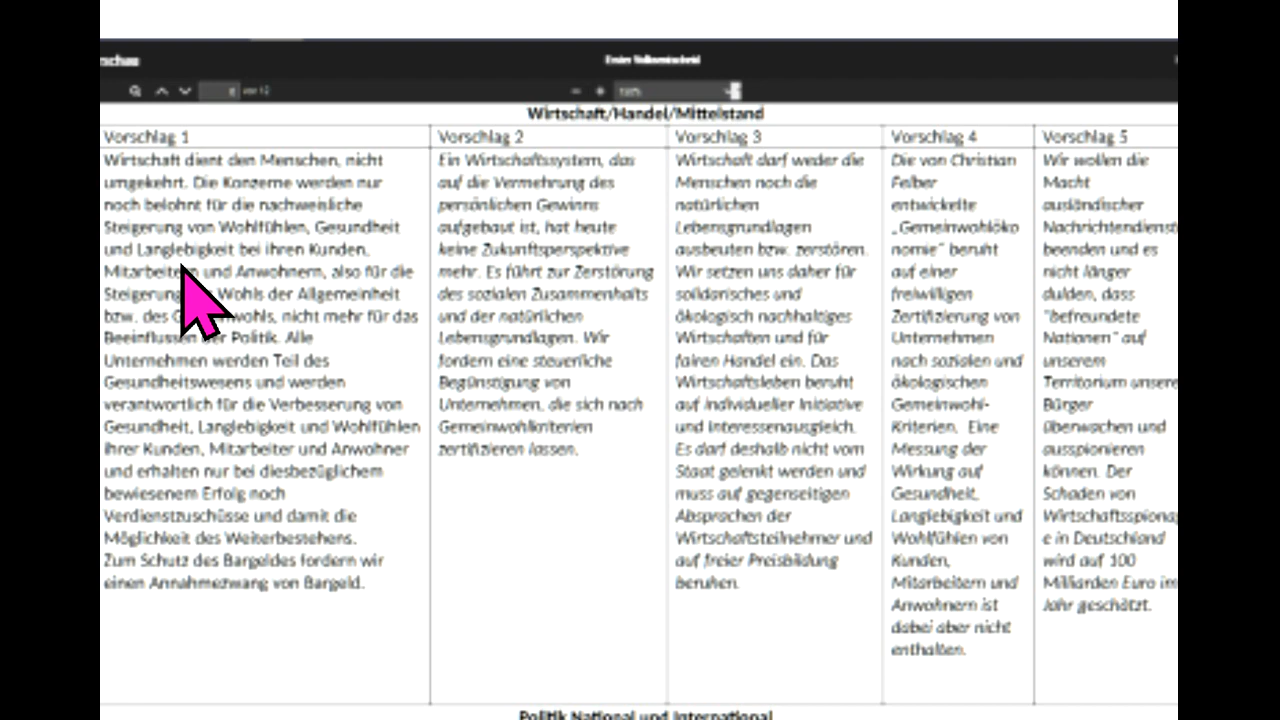 schau
Erster Volksentscheid
von 12
Wirtschaft/Handel/Mittelstand
Vorschlag 1
Wirtschaft dient den Menschen, nicht
umgekehrt. Die Konzerne werden nur
noch belohnt für die nachweisliche
Steigerung von Wohlfühlen, Gesundheit
und Langlebigkeit bei ihren Kunden,
Mitarbeitern und Anwohnern, also für die
Steigerung Wohls der Allgemeinheit
bzw. des wohls, nicht mehr für das
Beeinflussen der Politik. Alle
Unternehmen werden Teil des
Gesundheitswesens und werden
verantwortlich für die Verbesserung von
Gesundheit, Langlebigkeit und Wohlfühlen
ihrer Kunden, Mitarbeiter und Anwohner
und erhalten nur bei diesbezüglichem
bewiesenem Erfolg noch
Verdienstzuschüsse und damit die
Möglichkeit des Weiterbestehens.
Zum Schutz des Bargeldes fordern wir
einen Annahmezwang von Bargeld.
Vorschlag 2
Ein Wirtschaftssystem, das
auf die Vermehrung des
persönlichen Gewinns
aufgebaut ist, hat heute
keine Zukunftsperspektive
mehr. Es führt zur Zerstörung
des sozialen Zusammenhalts
und der natürlichen
Lebensgrundlagen. Wir
fordern eine steuerliche
Begünstigung von
Unternehmen, die sich nach
Gemeinwohlkriterien
zertifizieren lassen.
Vorschlag 3
Wirtschaft darf weder die
Menschen noch die
natürlichen
Lebensgrundlagen
ausbeuten bzw. zerstören.
Wir setzen uns daher für
solidarisches und
ökologisch nachhaltiges
Wirtschaften und für
fairen Handel ein. Das
Wirtschaftsleben beruht
auf individueller Initiative
und Interessenausgleich.
Es darf deshalb nicht vom
Staat gelenkt werden und
muss auf gegenseitigen
Absprachen der
Wirtschaftsteilnehmer und
auf freier Preisbildung
beruhen.
Vorschlag 4
Die von Christian
Felber
entwickelte
„Gemeinwohlöko
nomie" beruht
auf einer
freiwilligen
Zertifizierung von
Unternehmen
nach sozialen und
ökologischen
Gemeinwohl-
Kriterien. Eine
Messung der
Wirkung auf
Gesundheit,
Langlebigkeit und
Wohlfühlen von
Kunden,
Mitarbeitern und
Anwohnern ist
dabei aber nicht
enthalten.
Vorschlag 5
Wir wollen die
Macht
ausländischer
Nachrichtendienst
beenden und es
nicht länger
dulden, dass
"befreundete
Nationen" auf
unserem
Territorium unsere
Bürger
überwachen und
ausspionieren
können. Der
Schaden von
Wirtschaftsspionag
e in Deutschland
wird auf 100
Milliarden Euro im
Jahr geschätzt.
Politik National und International